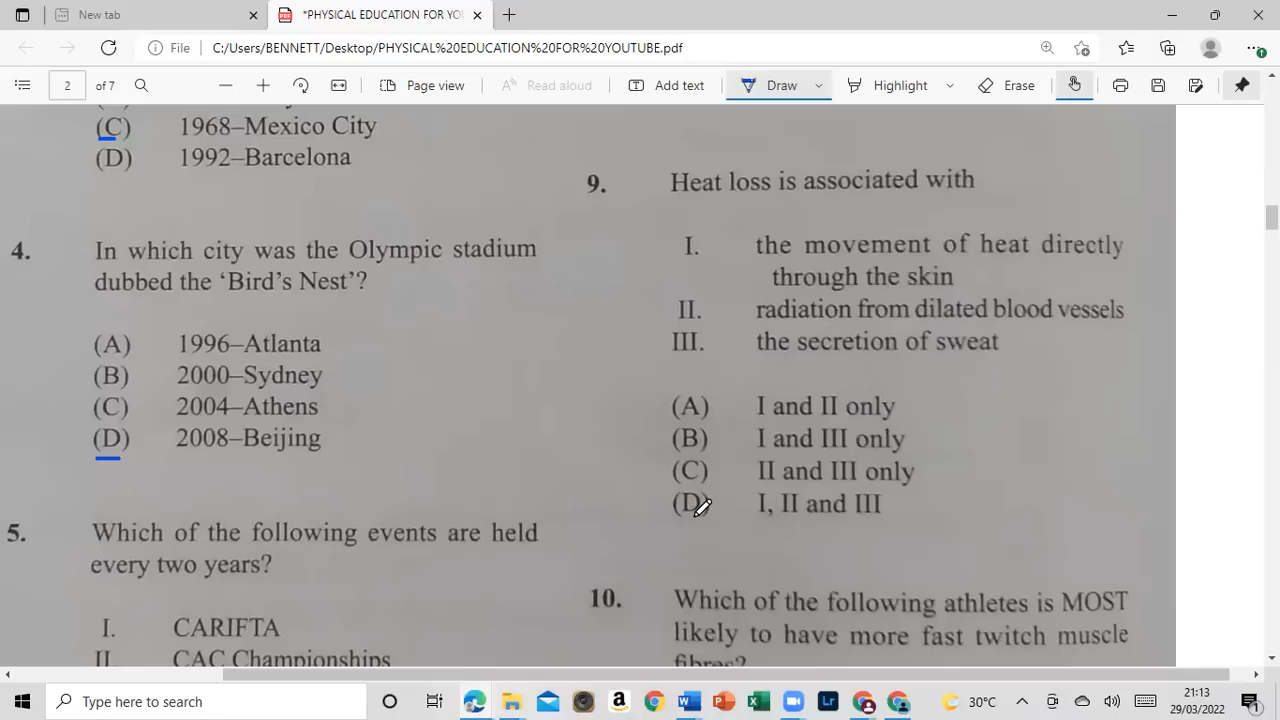 New tab
*PHYSICAL EDUCATION FOR YOU
File
C:/Users/BENNETT/Desktop/PHYSICAL%20EDUCATION%20FOR%20YOUTUBE.pdf
2 of 7
Page view
Read aloud
Add text
Draw
Highlight
Erase
(C) 1968–Mexico City
(D) 1992–Barcelona
4. In which city was the Olympic stadium
dubbed the ‘Bird’s Nest’?
(A) 1996–Atlanta
(B) 2000–Sydney
(C) 2004–Athens
(D) 2008–Beijing
5. Which of the following events are held
every two years?
I. CARIFTA
II. CAC Championships
9. Heat loss is associated with
I. the movement of heat directly
through the skin
II. radiation from dilated blood vessels
III. the secretion of sweat
(A) I and II only
(B) I and III only
(C) II and III only
(D) I, II and III
10. Which of the following athletes is MOST
likely to have more fast twitch muscle
fibres?
Type here to search
30°C
21:13
29/03/2022